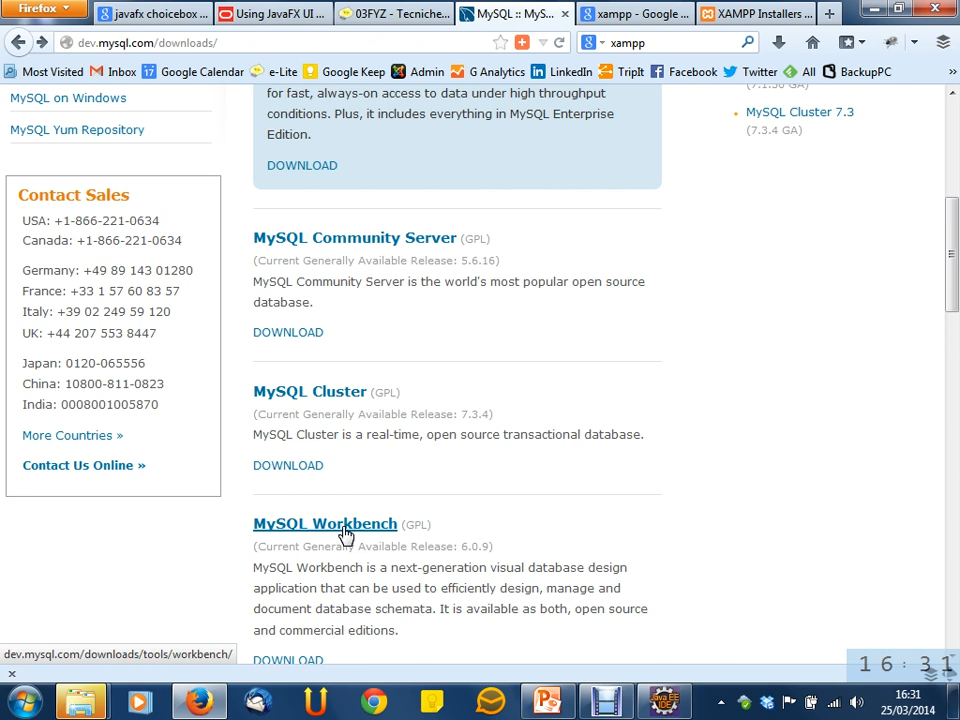 Firefox
javafx choicebox ...
Using JavaFX UI ...
03FYZ - Tecniche...
MySQL :: MyS...
xampp - Google ...
XAMPP Installers ...
dev.mysql.com/downloads/
xampp
Most Visited
Inbox
Google Calendar
e-Lite
Google Keep
Admin
G Analytics
LinkedIn
TripIt
Facebook
Twitter
All
BackupPC
MySQL on Windows
MySQL Yum Repository
Contact Sales
USA: +1-866-221-0634
Canada: +1-866-221-0634
Germany: +49 89 143 01280
France: +33 1 57 60 83 57
Italy: +39 02 249 59 120
UK: +44 207 553 8447
Japan: 0120-065556
China: 10800-811-0823
India: 0008001005870
More Countries »
Contact Us Online »
for fast, always-on access to data under high throughput
conditions. Plus, it includes everything in MySQL Enterprise
Edition.
DOWNLOAD
MySQL Community Server (GPL)
(Current Generally Available Release: 5.6.16)
MySQL Community Server is the world's most popular open source
database.
DOWNLOAD
MySQL Cluster (GPL)
(Current Generally Available Release: 7.3.4)
MySQL Cluster is a real-time, open source transactional database.
DOWNLOAD
MySQL Workbench (GPL)
(Current Generally Available Release: 6.0.9)
MySQL Workbench is a next-generation visual database design
application that can be used to efficiently design, manage and
document database schemata. It is available as both, open source
and commercial editions.
DOWNLOAD
MySQL Cluster 7.3
(7.3.4 GA)
dev.mysql.com/downloads/tools/workbench/
16:31
Java EE
IDE
16:31
25/03/2014